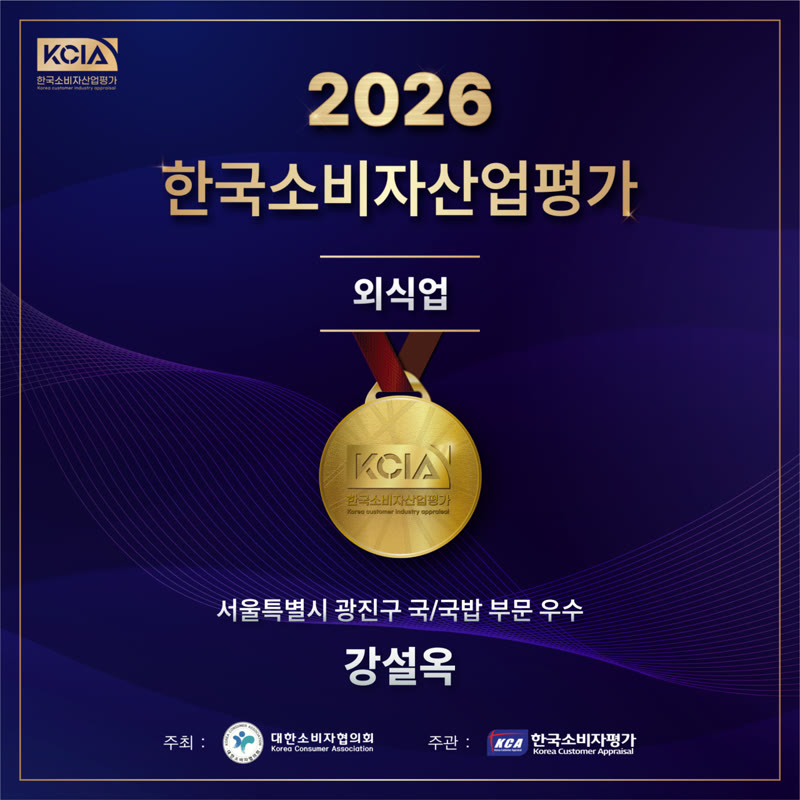 KCIA
한국소비자산업평가
Korea customer industry appraisal
2026
한국소비자산업평가
외식업
KCIA
한국소비자산업평가
Korea customer industry appraisal
서울특별시 광진구 국/국밥 부문 우수
강설옥
주최 :
대한소비자협의회
Korea Consumer Association
주관 :
KCA
한국소비자평가
Korea Customer Appraisal